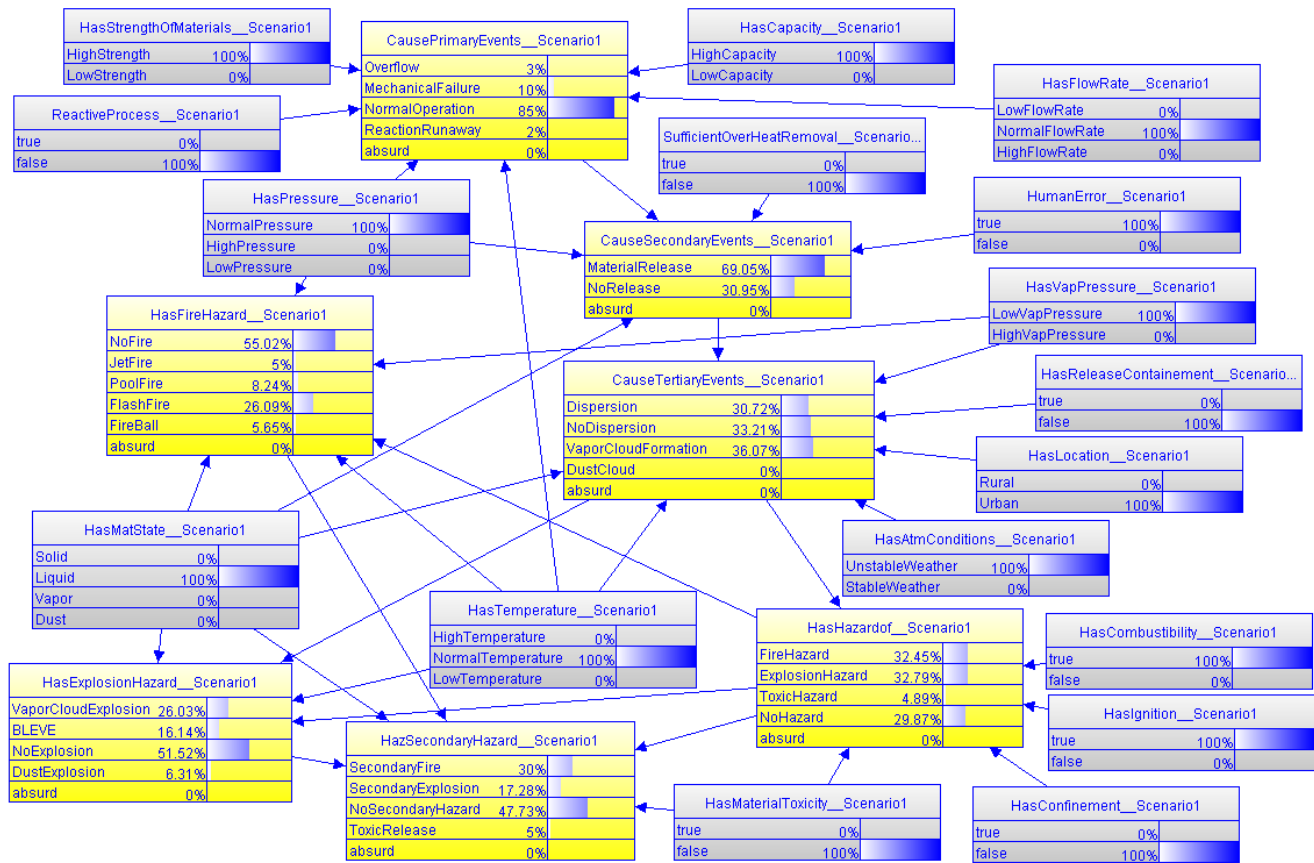 HasStrengthOfMaterials__Scenario1
HighStrength 100%
LowStrength 0%
CausePrimaryEvents__Scenario1
Overflow 3%
MechanicalFailure 10%
NormalOperation 85%
ReactionRunaway 2%
absurd 0%
HasCapacity__Scenario1
HighCapacity 100%
LowCapacity 0%
HasFlowRate__Scenario1
LowFlowRate 0%
NormalFlowRate 100%
HighFlowRate 0%
ReactiveProcess__Scenario1
true 0%
false 100%
SufficientOverHeatRemoval__Scenario...
true 0%
false 100%
HasPressure__Scenario1
NormalPressure 100%
HighPressure 0%
LowPressure 0%
HumanError__Scenario1
true 100%
false 0%
CauseSecondaryEvents__Scenario1
MaterialRelease 69.05%
NoRelease 30.95%
absurd 0%
HasVapPressure__Scenario1
LowVapPressure 100%
HighVapPressure 0%
HasFireHazard__Scenario1
NoFire 55.02%
JetFire 5%
PoolFire 8.24%
FlashFire 26.09%
FireBall 5.65%
absurd 0%
CauseTertiaryEvents__Scenario1
Dispersion 30.72%
NoDispersion 33.21%
VaporCloudFormation 36.07%
DustCloud 0%
absurd 0%
HasReleaseContainement__Scenario...
true 0%
false 100%
HasLocation__Scenario1
Rural 0%
Urban 100%
HasMatState__Scenario1
Solid 0%
Liquid 100%
Vapor 0%
Dust 0%
HasAtmConditions__Scenario1
UnstableWeather 100%
StableWeather 0%
HasTemperature__Scenario1
HighTemperature 0%
NormalTemperature 100%
LowTemperature 0%
HasHazardof__Scenario1
FireHazard 32.45%
ExplosionHazard 32.79%
ToxicHazard 4.89%
NoHazard 29.87%
absurd 0%
HasCombustibility__Scenario1
true 100%
false 0%
HasExplosionHazard__Scenario1
VaporCloudExplosion 26.03%
BLEVE 16.14%
NoExplosion 51.52%
DustExplosion 6.31%
absurd 0%
HasIgnition__Scenario1
true 100%
false 0%
HazSecondaryHazard__Scenario1
SecondaryFire 30%
SecondaryExplosion 17.28%
NoSecondaryHazard 47.73%
ToxicRelease 5%
absurd 0%
HasMaterialToxicity__Scenario1
true 0%
false 100%
HasConfinement__Scenario1
true 0%
false 100%